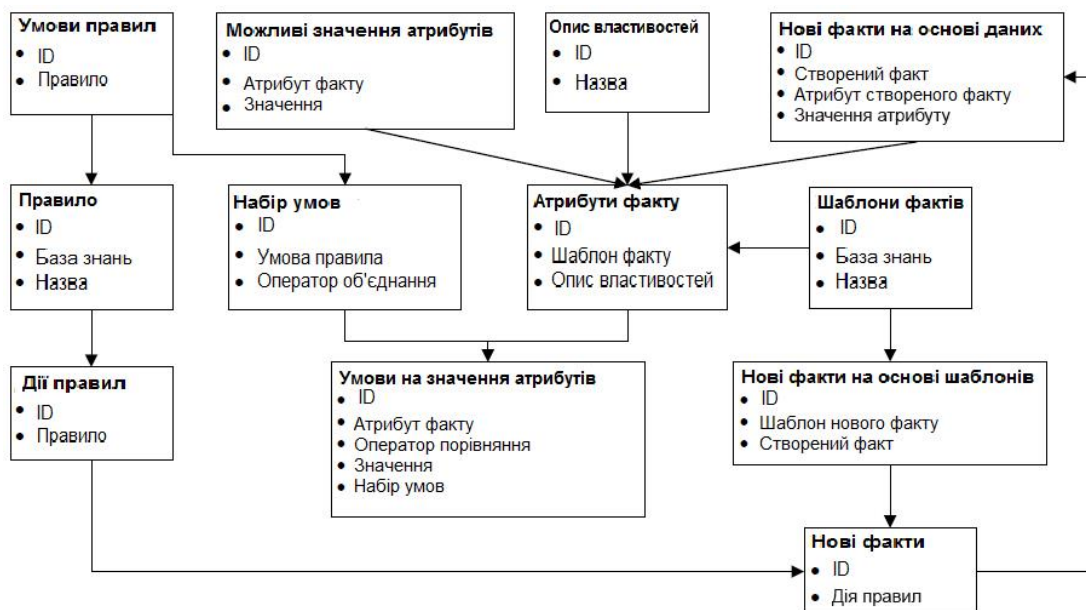 Умови правил
• ID
• Правило
Можливі значення атрибутів
• ID
• Атрибут факту
• Значення
Опис властивостей
• ID
• Назва
Нові факти на основі даних
• ID
• Створений факт
• Атрибут створеного факту
• Значення атрибуту
Правило
• ID
• База знань
• Назва
Набір умов
• ID
• Умова правила
• Оператор об'єднання
Атрибути факту
• ID
• Шаблон факту
• Опис властивостей
Шаблони фактів
• ID
• База знань
• Назва
Дії правил
• ID
• Правило
Умови на значення атрибутів
• ID
• Атрибут факту
• Оператор порівняння
• Значення
• Набір умов
Нові факти на основі шаблонів
• ID
• Шаблон нового факту
• Створений факт
Нові факти
• ID
• Дія правил